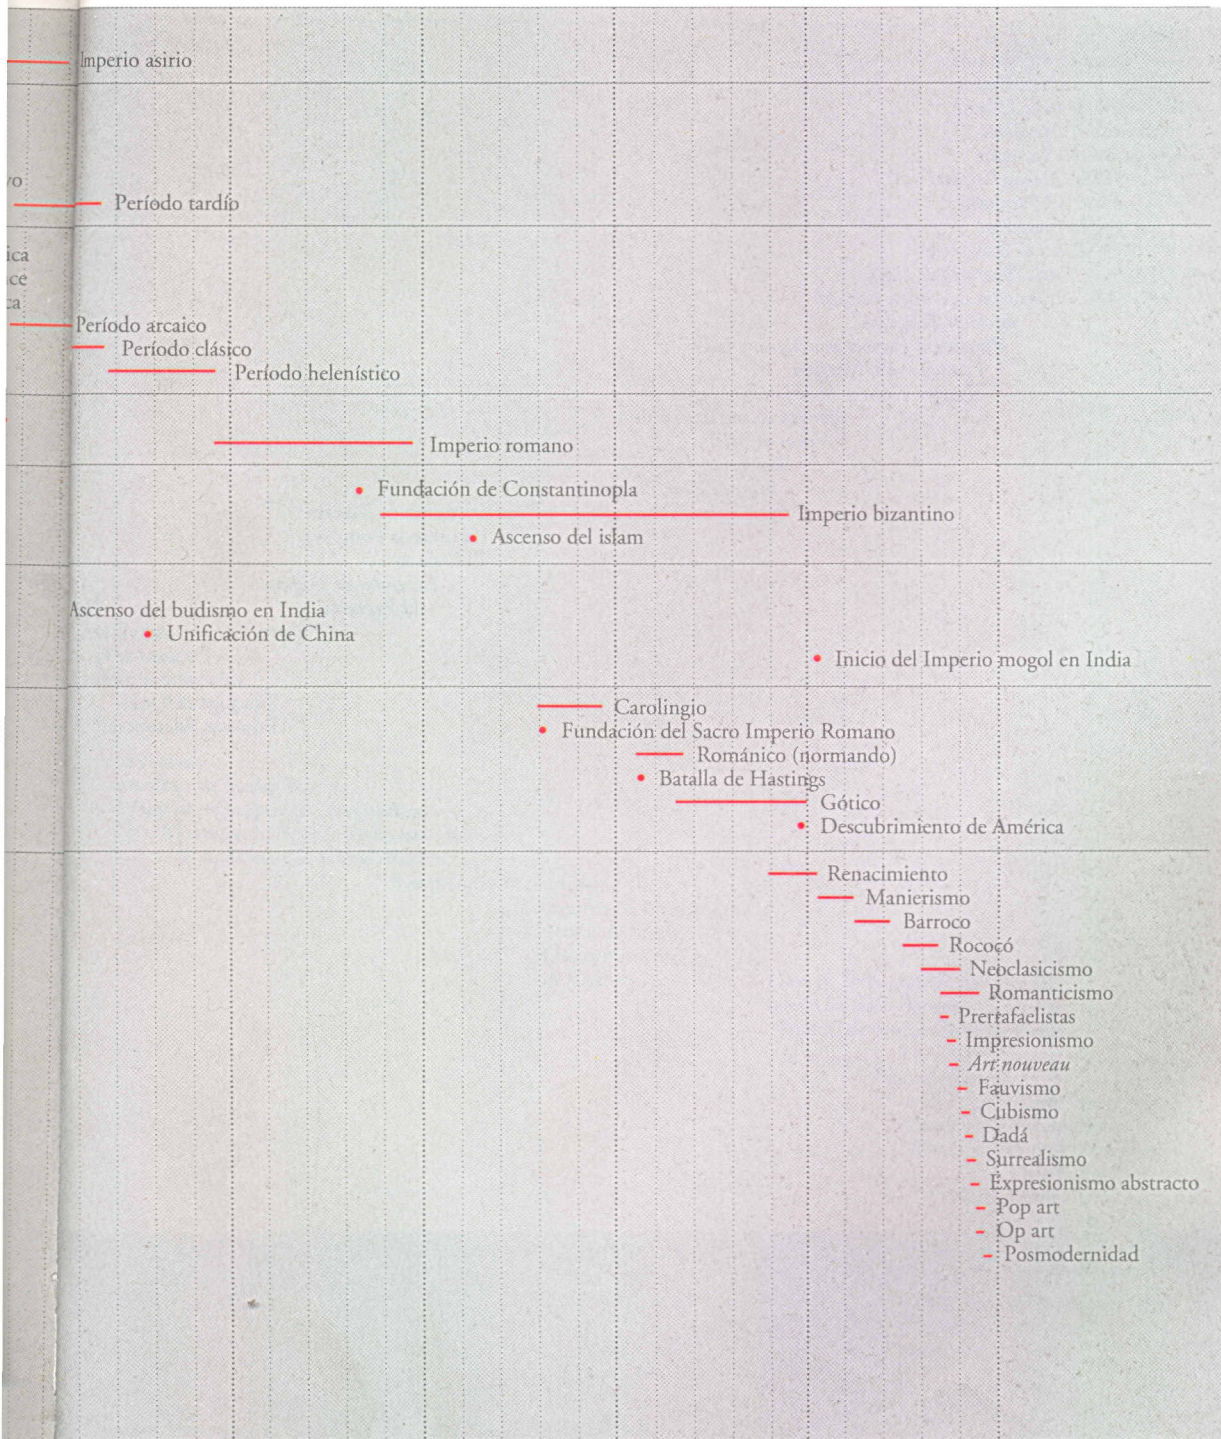 Imperio asirio
Período tardío
Período arcaico
Período clásico
Período helenístico
Imperio romano
Fundación de Constantinopla
Imperio bizantino
Ascenso del islam
Ascenso del budismo en India
Unificación de China
Inicio del Imperio mogol en India
Carolingio
Fundación del Sacro Imperio Romano
Románico (normando)
Batalla de Hastings
Gótico
Descubrimiento de América
Renacimiento
Manierismo
Barroco
Rococó
Neoclasicismo
Romanticismo
Prerrafaelistas
Impresionismo
Art nouveau
Fauvismo
Cubismo
Dadá
Surrealismo
Expresionismo abstracto
Pop art
Op art
Posmodernidad